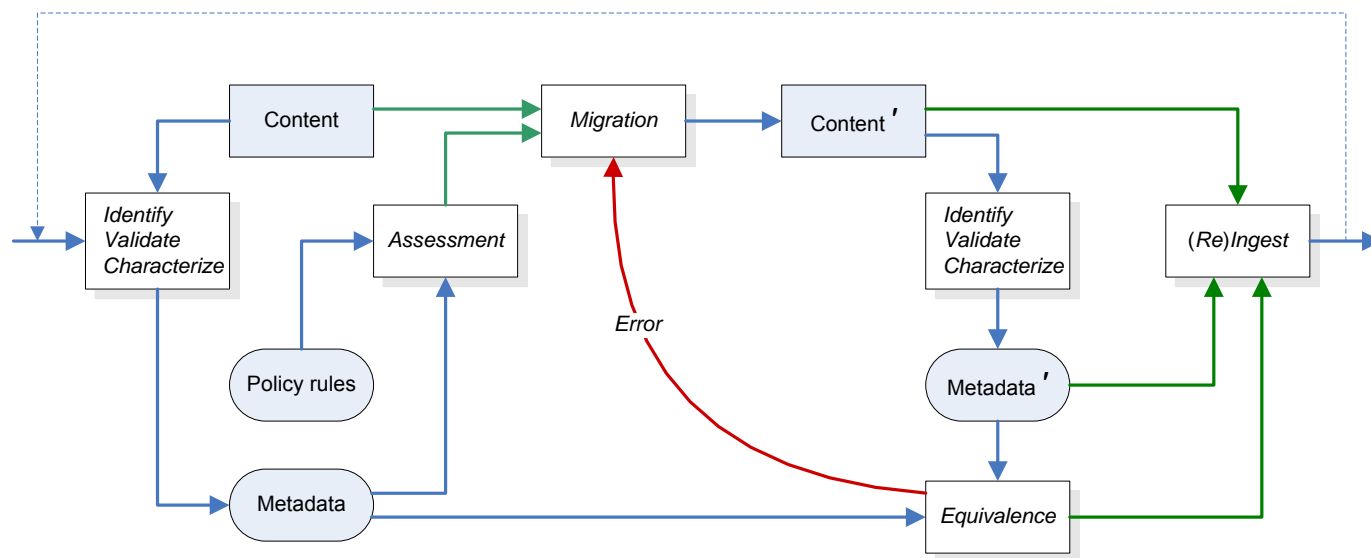 Content
Migration
Content ′
Identify
Validate
Characterize
Assessment
Identify
Validate
Characterize
(Re)Ingest
Error
Policy rules
Metadata ′
Metadata
Equivalence